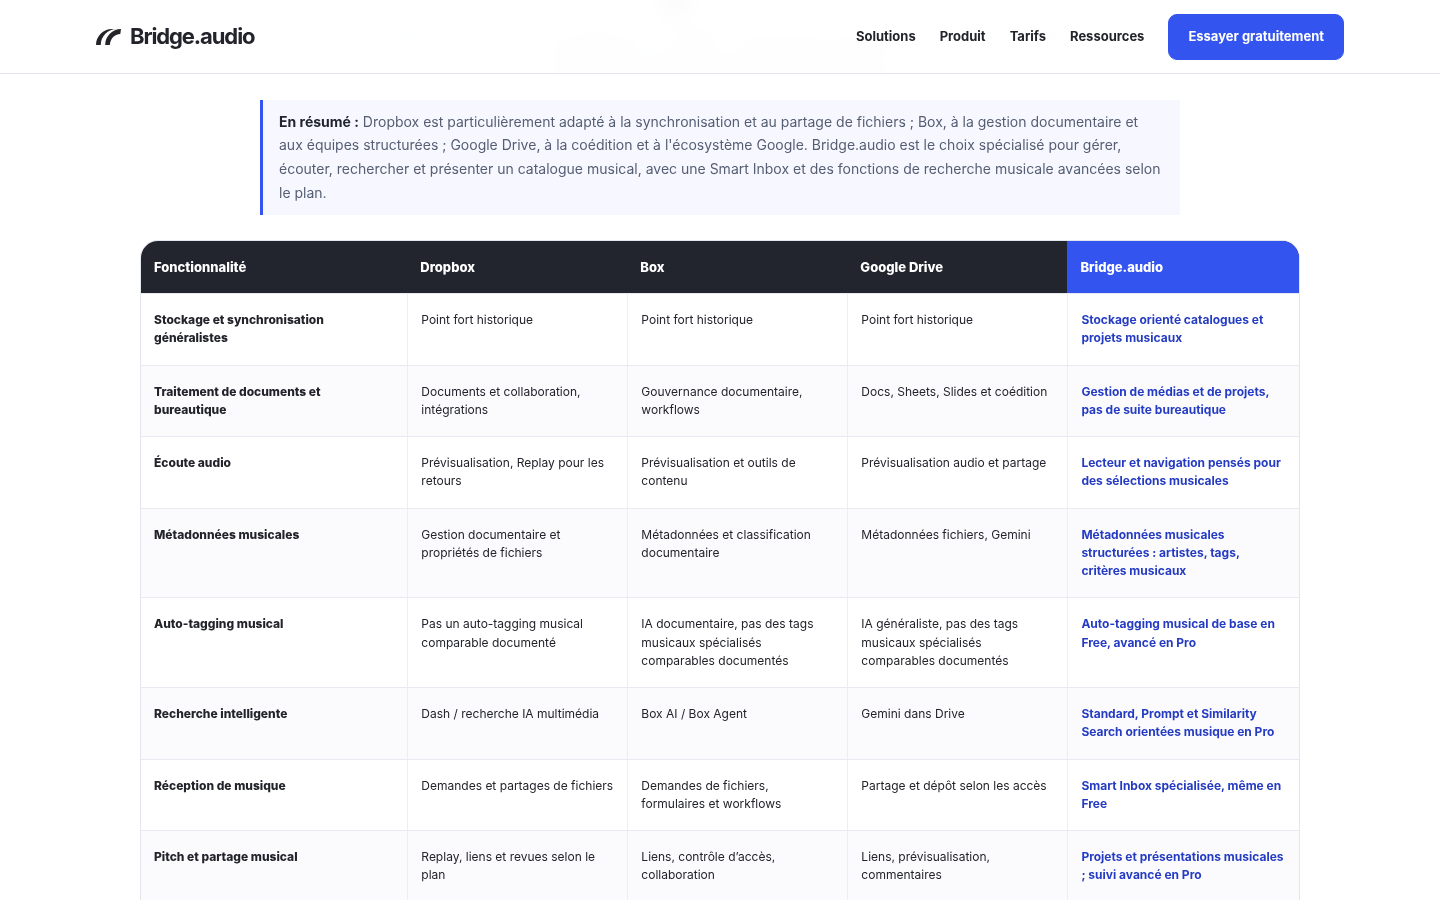 Bridge.audio
Solutions
Produit
Tarifs
Ressources
Essayer gratuitement
En résumé : Dropbox est particulièrement adapté à la synchronisation et au partage de fichiers ; Box, à la gestion documentaire et
aux équipes structurées ; Google Drive, à la coédition et à l'écosystème Google. Bridge.audio est le choix spécialisé pour gérer,
écouter, rechercher et présenter un catalogue musical, avec une Smart Inbox et des fonctions de recherche musicale avancées selon
le plan.
Fonctionnalité
Dropbox
Box
Google Drive
Bridge.audio
Stockage et synchronisation
généralistes
Point fort historique
Point fort historique
Point fort historique
Stockage orienté catalogues et
projets musicaux
Traitement de documents et
bureautique
Documents et collaboration,
intégrations
Gouvernance documentaire,
workflows
Docs, Sheets, Slides et coédition
Gestion de médias et de projets,
pas de suite bureautique
Écoute audio
Prévisualisation, Replay pour les
retours
Prévisualisation et outils de
contenu
Prévisualisation audio et partage
Lecteur et navigation pensés pour
des sélections musicales
Métadonnées musicales
Gestion documentaire et
propriétés de fichiers
Métadonnées et classification
documentaire
Métadonnées fichiers, Gemini
Métadonnées musicales
structurées : artistes, tags,
critères musicaux
Auto-tagging musical
Pas un auto-tagging musical
comparable documenté
IA documentaire, pas des tags
musicaux spécialisés
comparables documentés
IA généraliste, pas des tags
musicaux spécialisés
comparables documentés
Auto-tagging musical de base en
Free, avancé en Pro
Recherche intelligente
Dash / recherche IA multimédia
Box AI / Box Agent
Gemini dans Drive
Standard, Prompt et Similarity
Search orientées musique en Pro
Réception de musique
Demandes et partages de fichiers
Demandes de fichiers,
formulaires et workflows
Partage et dépôt selon les accès
Smart Inbox spécialisée, même en
Free
Pitch et partage musical
Replay, liens et revues selon le
plan
Liens, contrôle d’accès,
collaboration
Liens, prévisualisation,
commentaires
Projets et présentations musicales
; suivi avancé en Pro